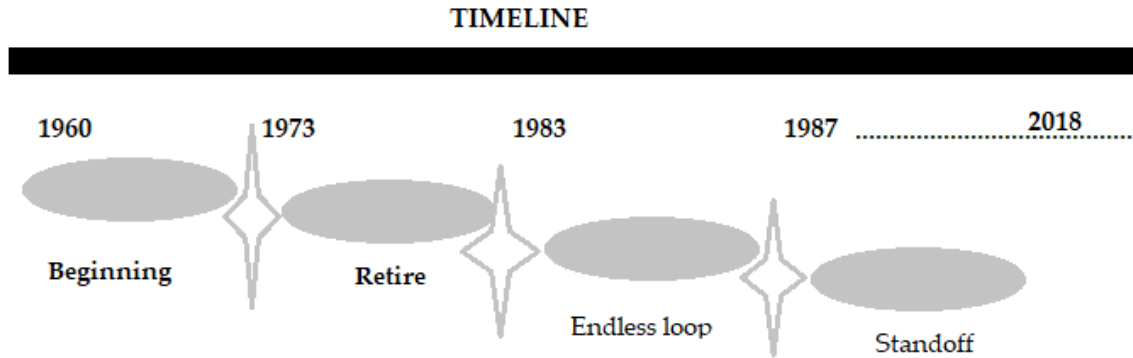 TIMELINE
1960 1973 1983 1987 ........................ 2018
Beginning Retire Endless loop Standoff